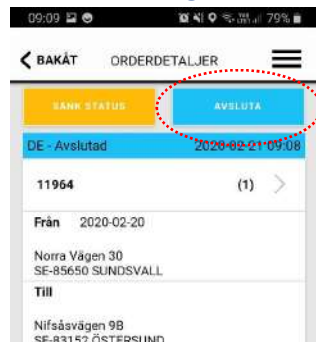 09:09 79%
BAKÅT ORDERDETALJER
SÄNK STATUS AVSLUTA
DE - Avslutad 2020-02-21 09:08
11964 (1)
Från 2020-02-20
Norra Vägen 30
SE-85650 SUNDSVALL
Till
Nifsåsvägen 9B
SE-83152 ÖSTERSUND